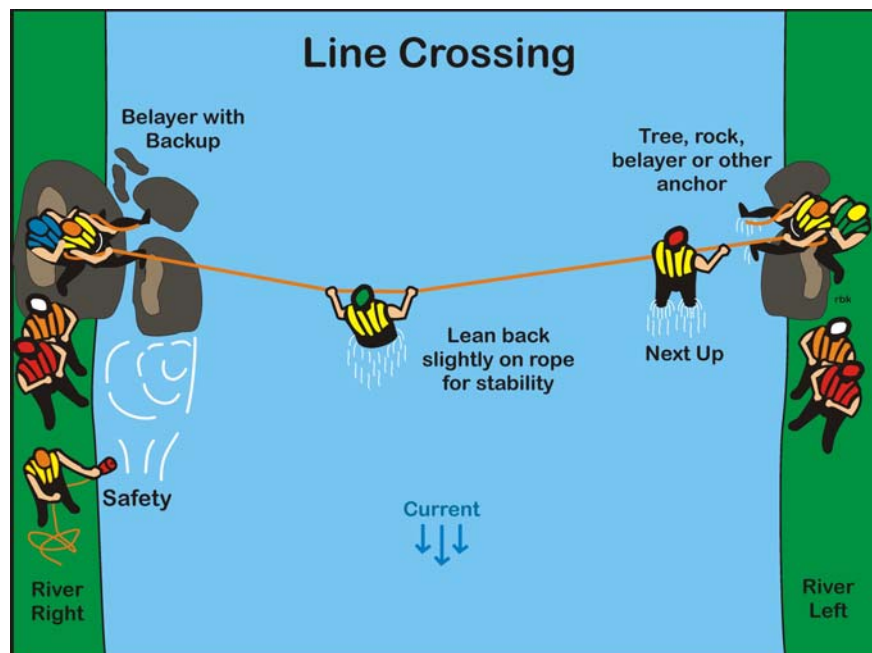 Line Crossing
Belayer with
Backup
Tree, rock,
belayer or other
anchor
rbk
Lean back
slightly on rope
for stability
Next Up
Safety
Current
River
Right
River
Left